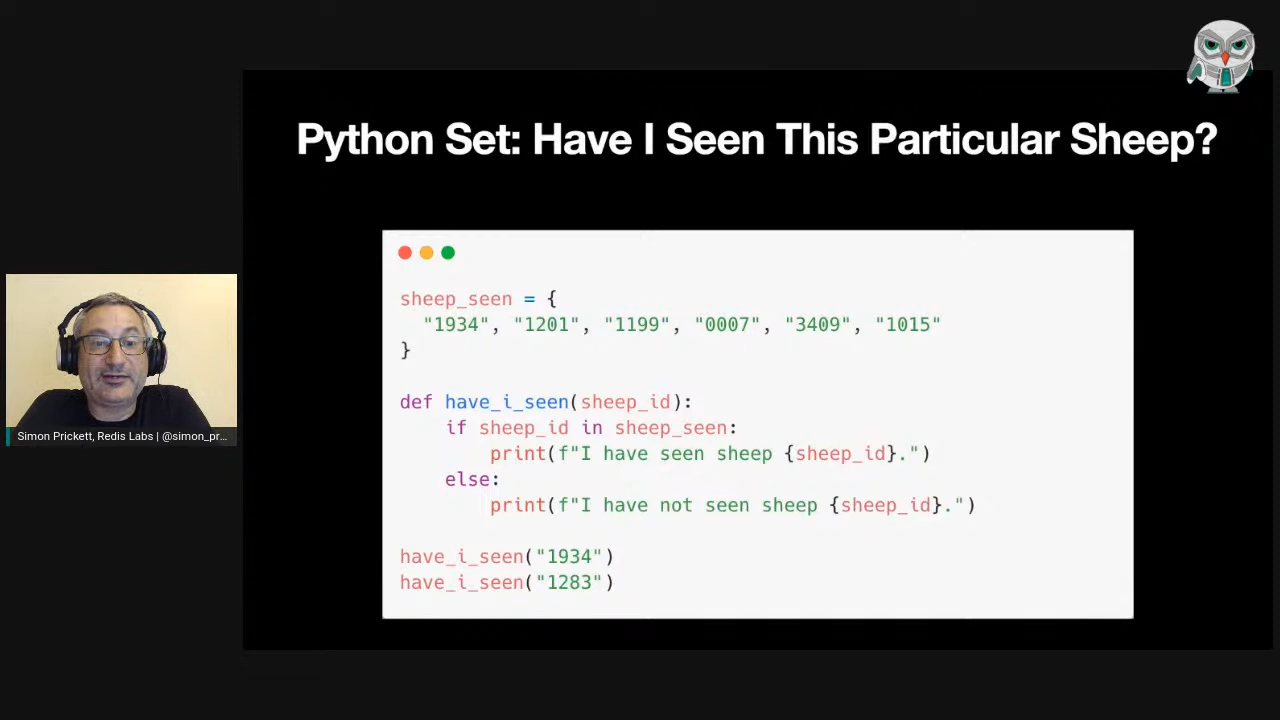 Python Set: Have I Seen This Particular Sheep?
sheep_seen = {
  "1934", "1201", "1199", "0007", "3409", "1015"
}
def have_i_seen(sheep_id):
    if sheep_id in sheep_seen:
        print(f"I have seen sheep {sheep_id}.")
    else:
        print(f"I have not seen sheep {sheep_id}.")
have_i_seen("1934")
have_i_seen("1283")
Simon Prickett, Redis Labs | @simon_pr...